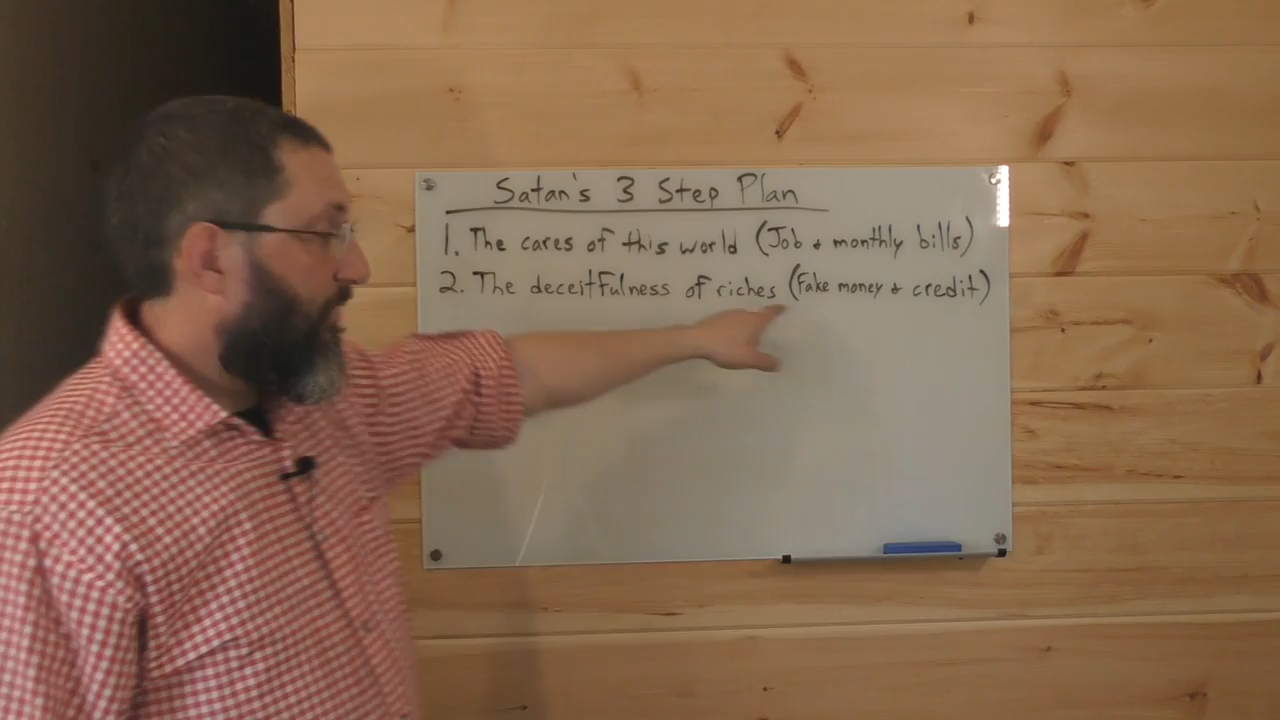 Satan's 3 Step Plan
1. The cares of this world (Job & monthly bills)
2. The deceitfulness of riches (Fake money & credit)